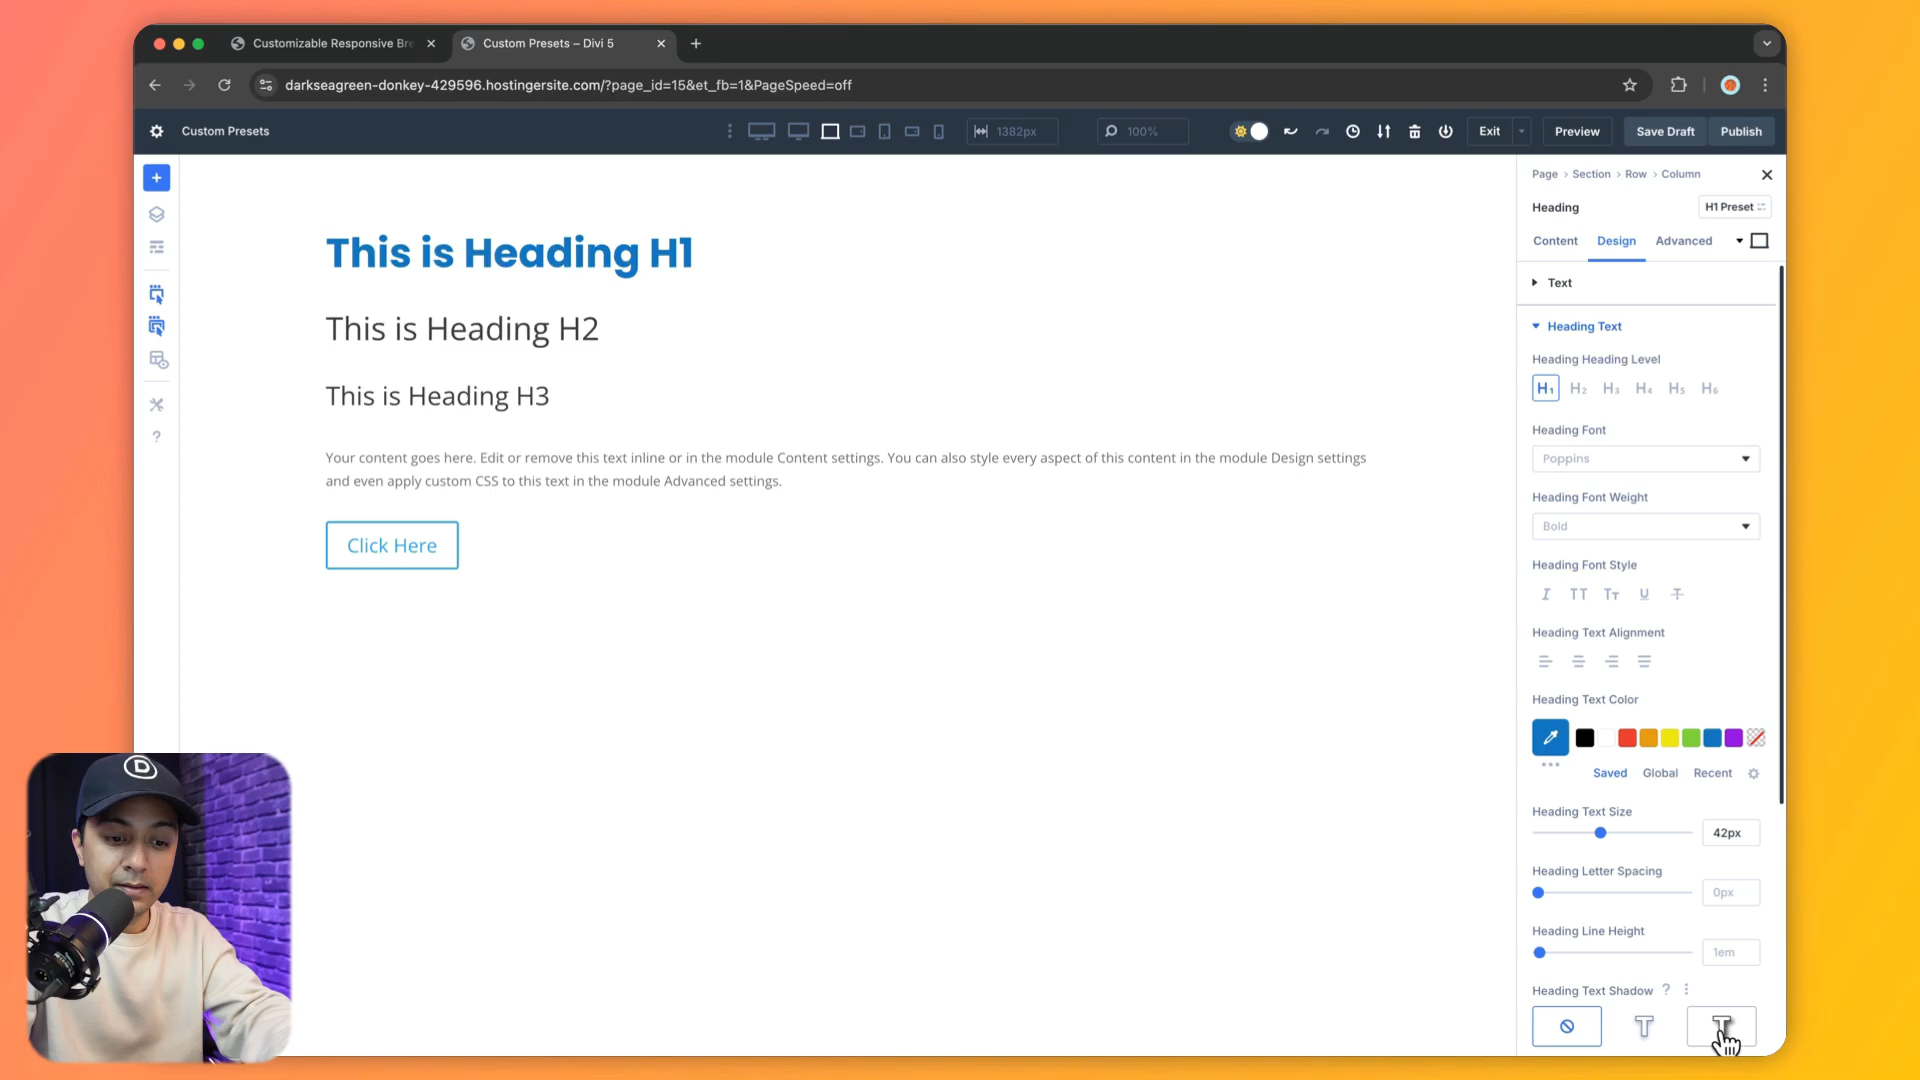 Customizable Responsive Bre
Custom Presets – Divi 5
darkseagreen-donkey-429596.hostingersite.com/?page_id=15&et_fb=1&PageSpeed=off
Custom Presets
1382px
100%
Exit
Preview
Save Draft
Publish
Page > Section > Row > Column
Heading
H1 Preset
Content
Design
Advanced
Text
Heading Text
Heading Heading Level
H1 H2 H3 H4 H5 H6
Heading Font
Poppins
Heading Font Weight
Bold
Heading Font Style
I TT Tт U T
Heading Text Alignment
Heading Text Color
Saved
Global
Recent
Heading Text Size
42px
Heading Letter Spacing
0px
Heading Line Height
1em
Heading Text Shadow ?
T
T
This is Heading H1
This is Heading H2
This is Heading H3
Your content goes here. Edit or remove this text inline or in the module Content settings. You can also style every aspect of this content in the module Design settings
and even apply custom CSS to this text in the module Advanced settings.
Click Here
?
D